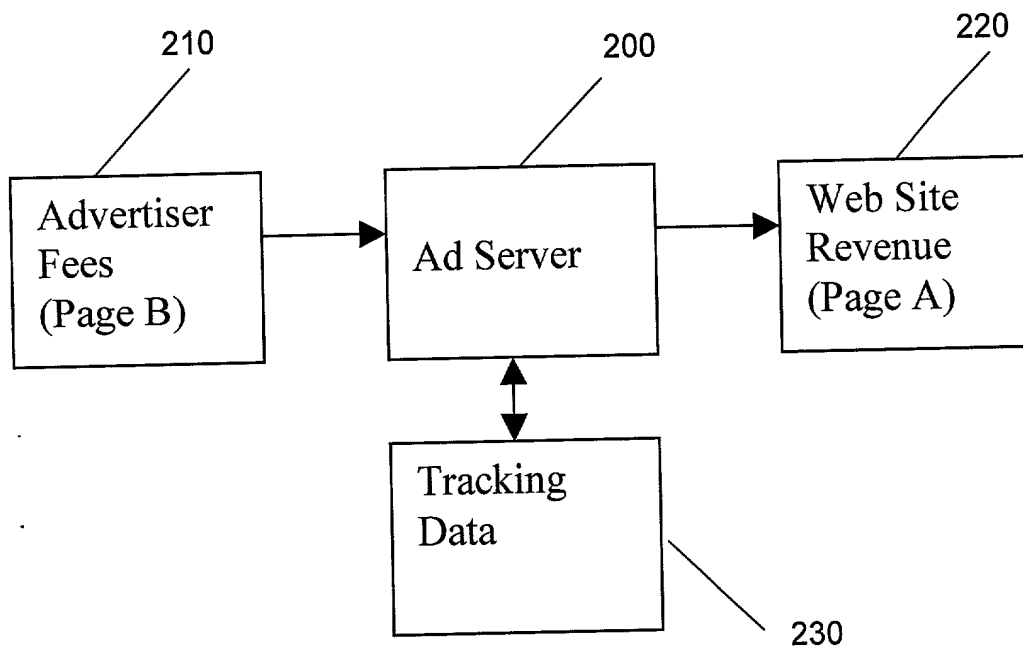 210
200
220
Advertiser
Fees
(Page B)
Ad Server
Web Site
Revenue
(Page A)
Tracking
Data
230